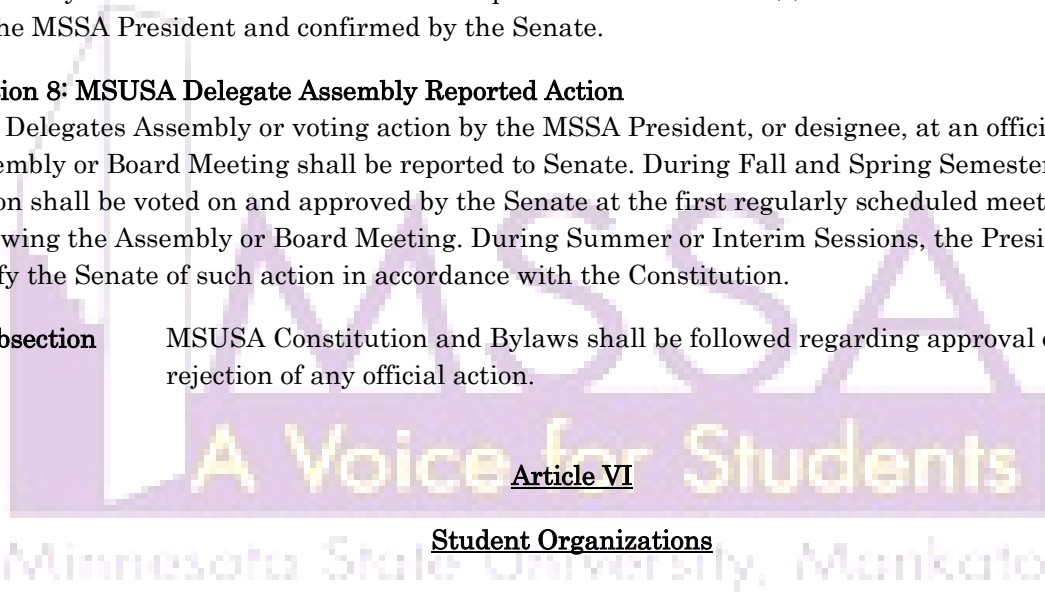 he MSSA President and confirmed by the Senate.
ion 8: MSUSA Delegate Assembly Reported Action
Delegates Assembly or voting action by the MSSA President, or designee, at an offici
embly or Board Meeting shall be reported to Senate. During Fall and Spring Semester
on shall be voted on and approved by the Senate at the first regularly scheduled meet
wing the Assembly or Board Meeting. During Summer or Interim Sessions, the Presi
fy the Senate of such action in accordance with the Constitution.
bsection MSUSA Constitution and Bylaws shall be followed regarding approval
rejection of any official action.
MSSA
A Voice for Students
Article VI
Student Organizations
Minnesota State University, Mankato